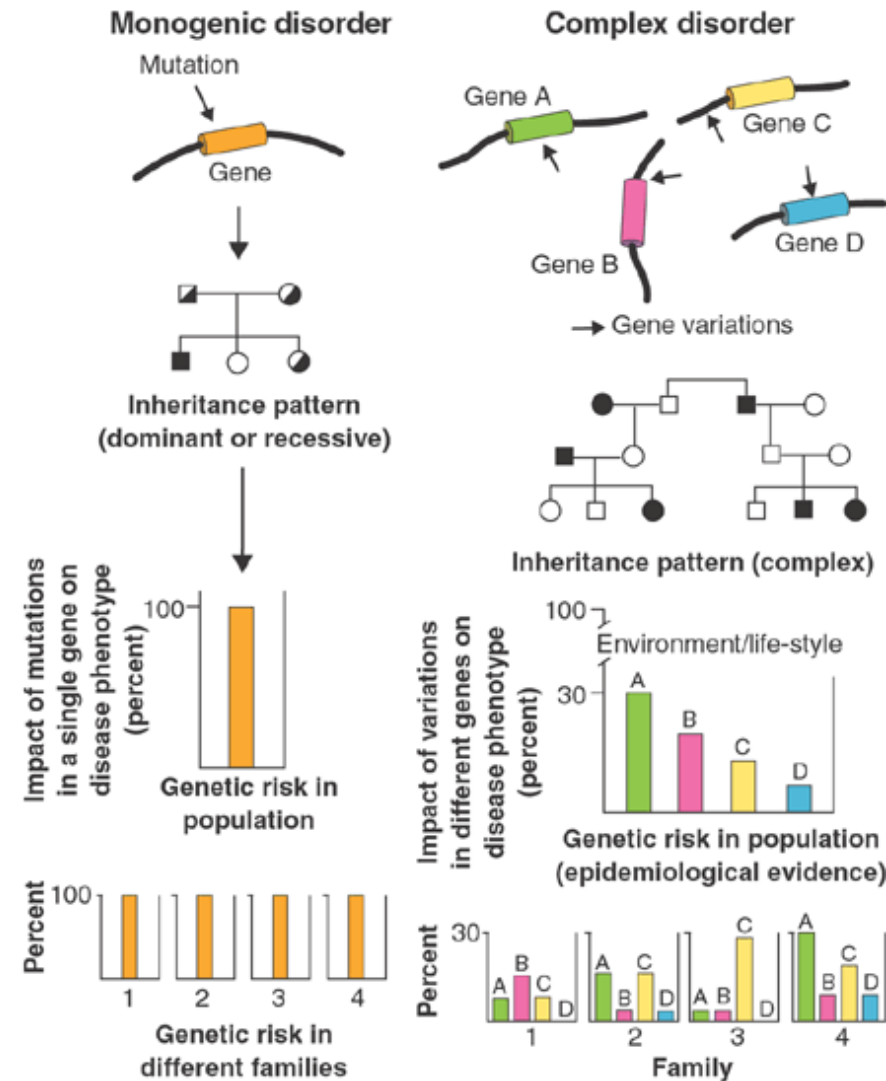 Monogenic disorder
Mutation
Gene
Inheritance pattern
(dominant or recessive)
Impact of mutations
in a single gene on
disease phenotype
(percent)
100
Genetic risk in
population
Percent
100
1
2
3
4
Genetic risk in
different families
Complex disorder
Gene A
Gene C
Gene B
Gene D
→ Gene variations
Inheritance pattern (complex)
Impact of variations
in different genes on
disease phenotype
(percent)
100
Environment/life-style
30
A
B
C
D
Genetic risk in population
(epidemiological evidence)
Percent
30
A B C D
A B C D
A B C D
A B C D
1
2
3
4
Family